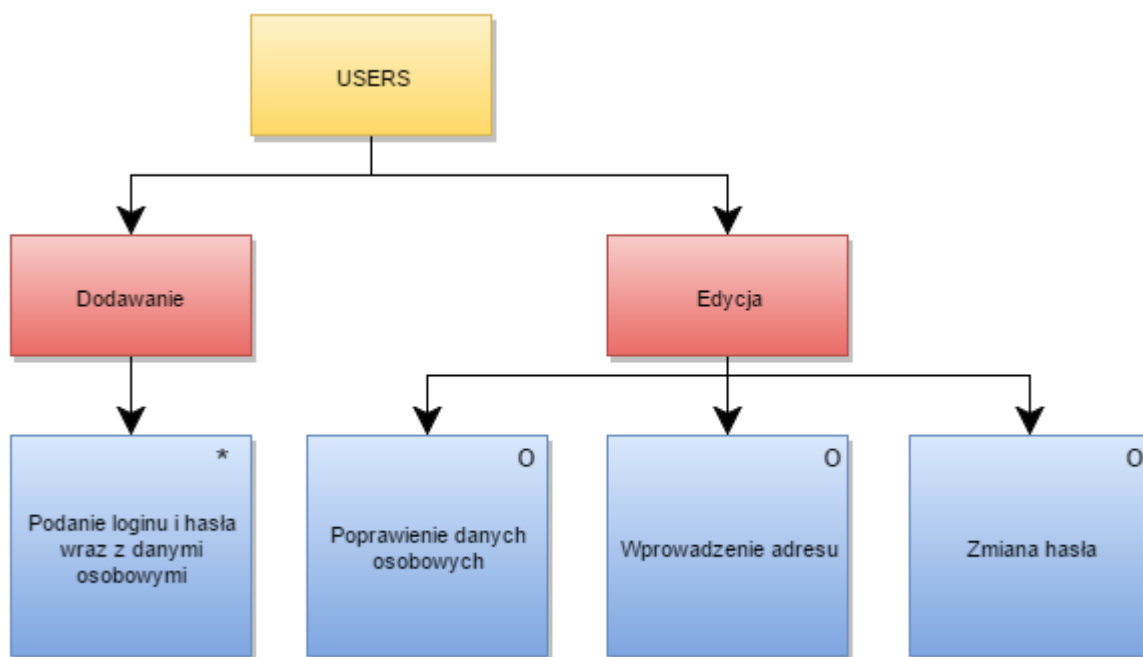 USERS
Dodawanie
Edycja
*
Podanie loginu i hasła
wraz z danymi
osobowymi
O
Poprawienie danych
osobowych
O
Wprowadzenie adresu
O
Zmiana hasła